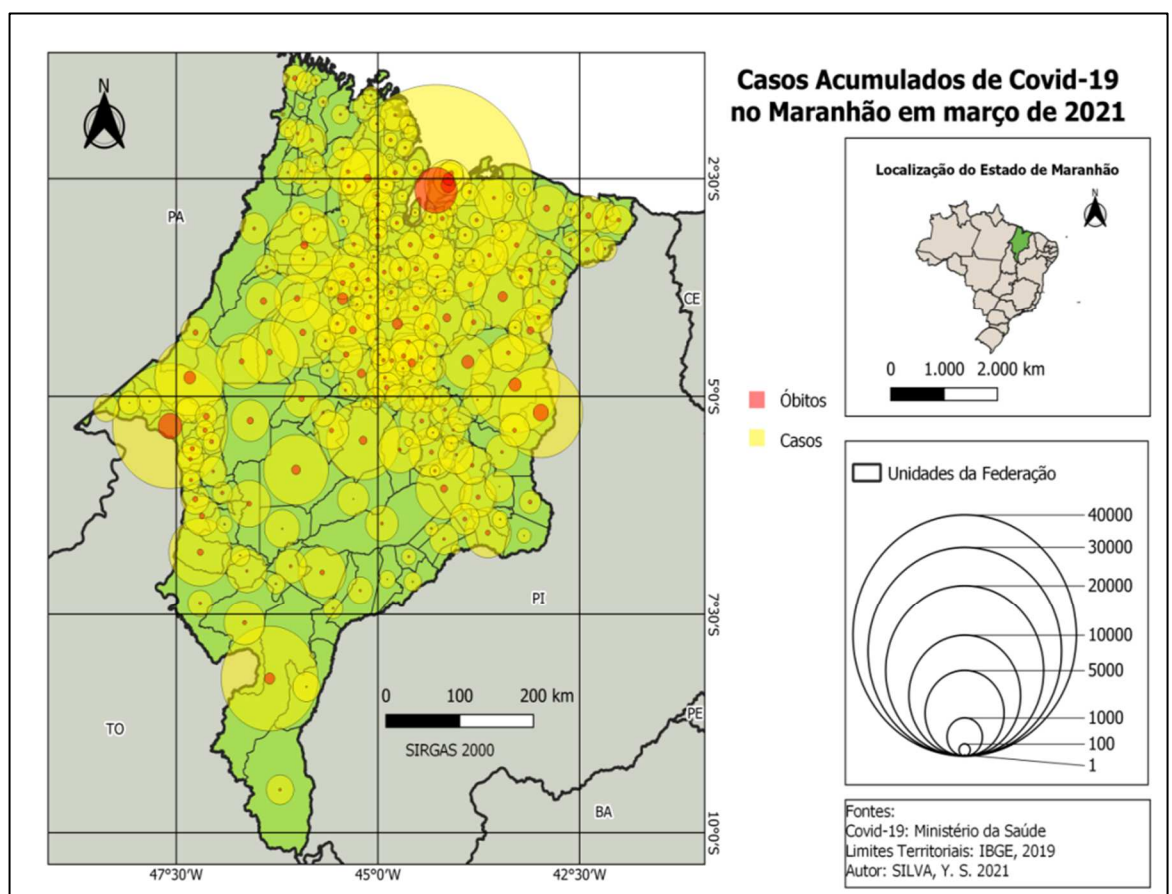 Casos Acumulados de Covid-19
no Maranhão em março de 2021
N
PA
CE
PI
TO
PE
BA
2°30'S
5°0'S
7°30'S
10°0'S
47°30'W
45°0'W
42°30'W
0 100 200 km
SIRGAS 2000
Localização do Estado de Maranhão
N
0 1.000 2.000 km
Óbitos
Casos
Unidades da Federação
40000
30000
20000
10000
5000
1000
100
1
Fontes:
Covid-19: Ministério da Saúde
Limites Territoriais: IBGE, 2019
Autor: SILVA, Y. S. 2021